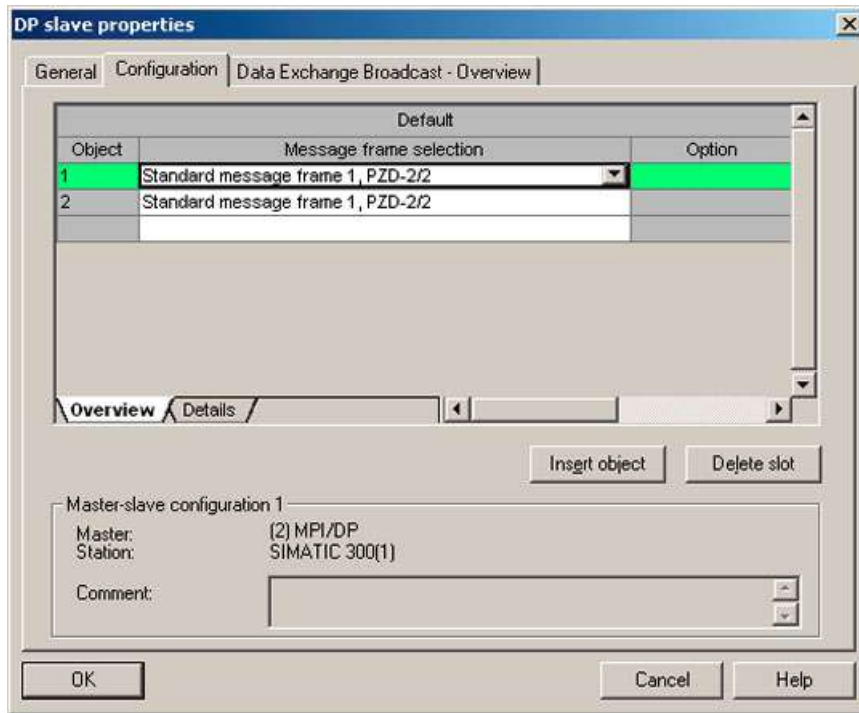 DP slave properties
General Configuration Data Exchange Broadcast - Overview
Default
Object Message frame selection Option
1 Standard message frame 1, PZD-2/2
2 Standard message frame 1, PZD-2/2
Overview Details
Insert object Delete slot
Master-slave configuration 1
Master: (2) MPI/DP
Station: SIMATIC 300(1)
Comment:
OK Cancel Help